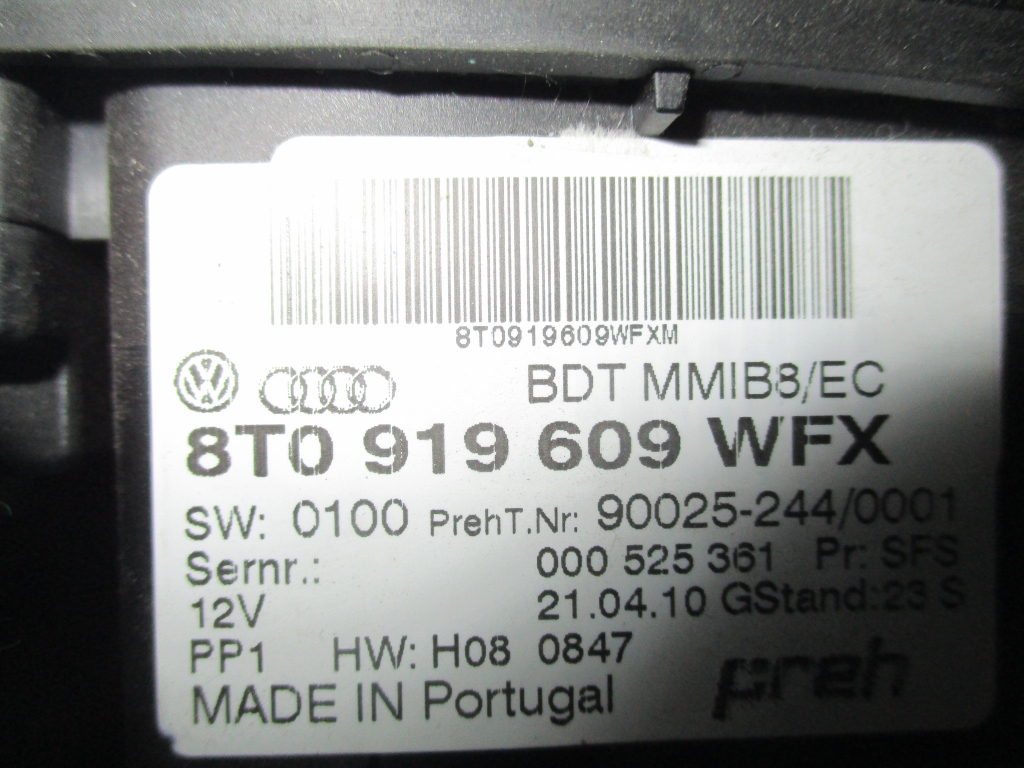 8T0919609WFXM
BDT MMIB8/EC
8T0 919 609 WFX
SW: 0100 PrehT.Nr: 90025-244/0001
Sernr.: 000 525 361 Pr: SFS
12V 21.04.10 GStand:23 S
PP1 HW: H08 0847
MADE IN Portugal preh